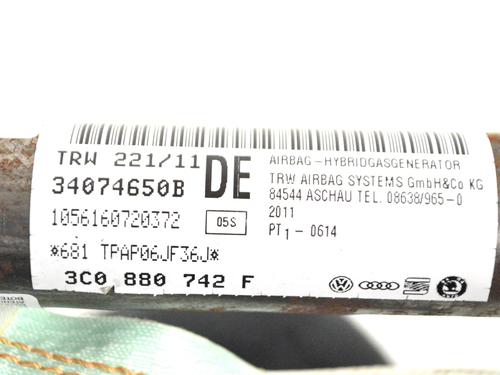 TRW 221/11
DE
34074650B
1056160720372
05S
*681 TPAP06JF36J*
3C0 880 742 F
AIRBAG-HYBRIDGASGENERATOR
TRW AIRBAG SYSTEMS GmbH&Co KG
84544 ASCHAU TEL. 08638/965-0
2011
PT1-0614